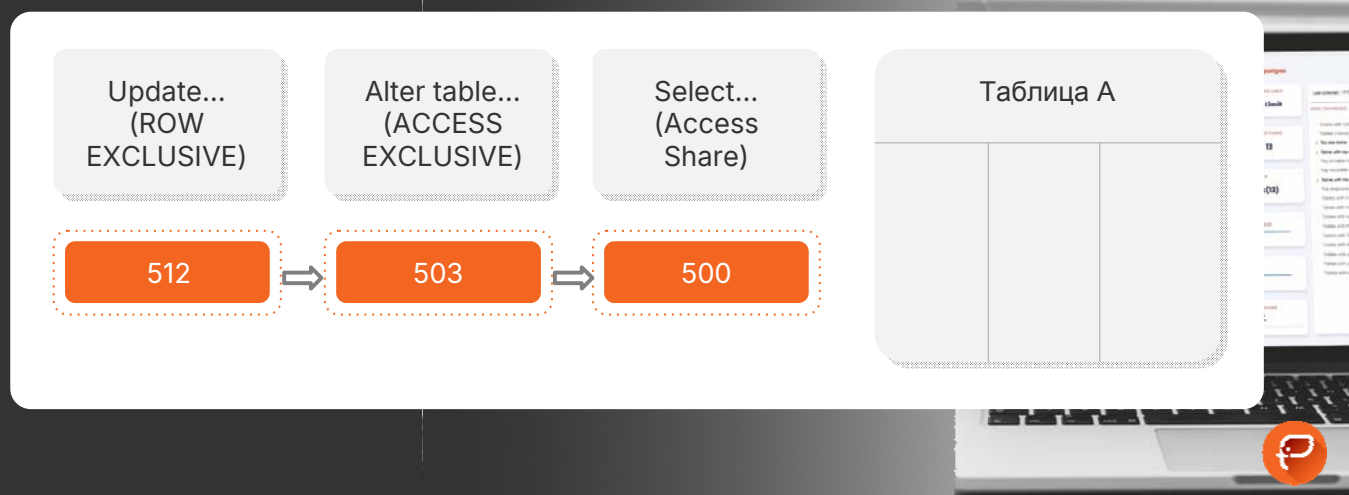 Update...
(ROW
EXCLUSIVE)
Alter table...
(ACCESS
EXCLUSIVE)
Select...
(Access
Share)
Таблица А
512
503
500